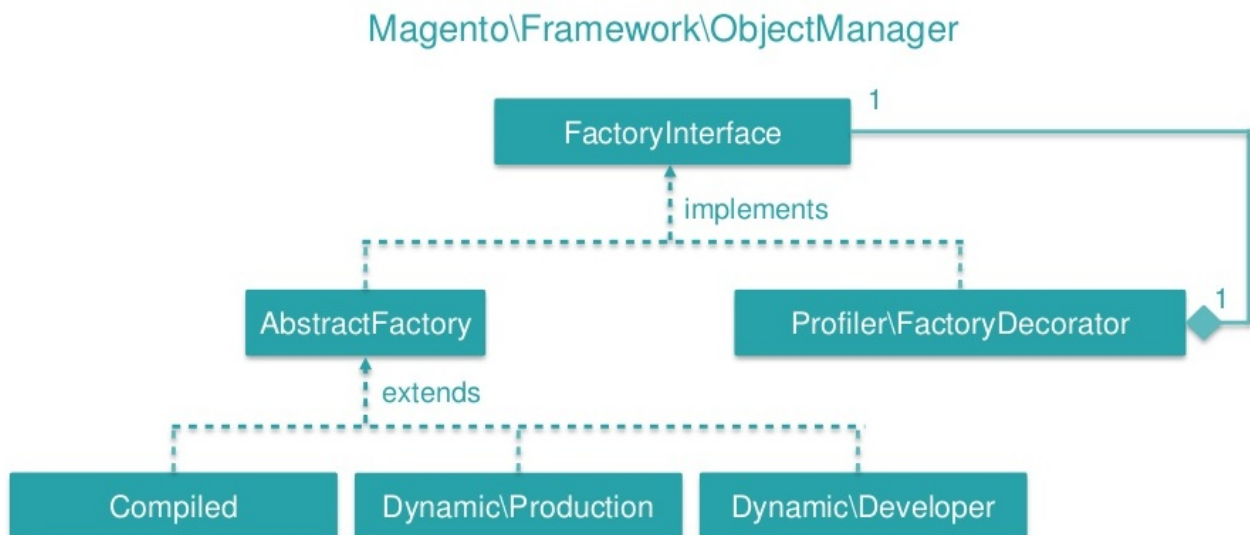 Magento\Framework\ObjectManager
1
FactoryInterface
implements
1
AbstractFactory
Profiler\FactoryDecorator
extends
Compiled
Dynamic\Production
Dynamic\Developer